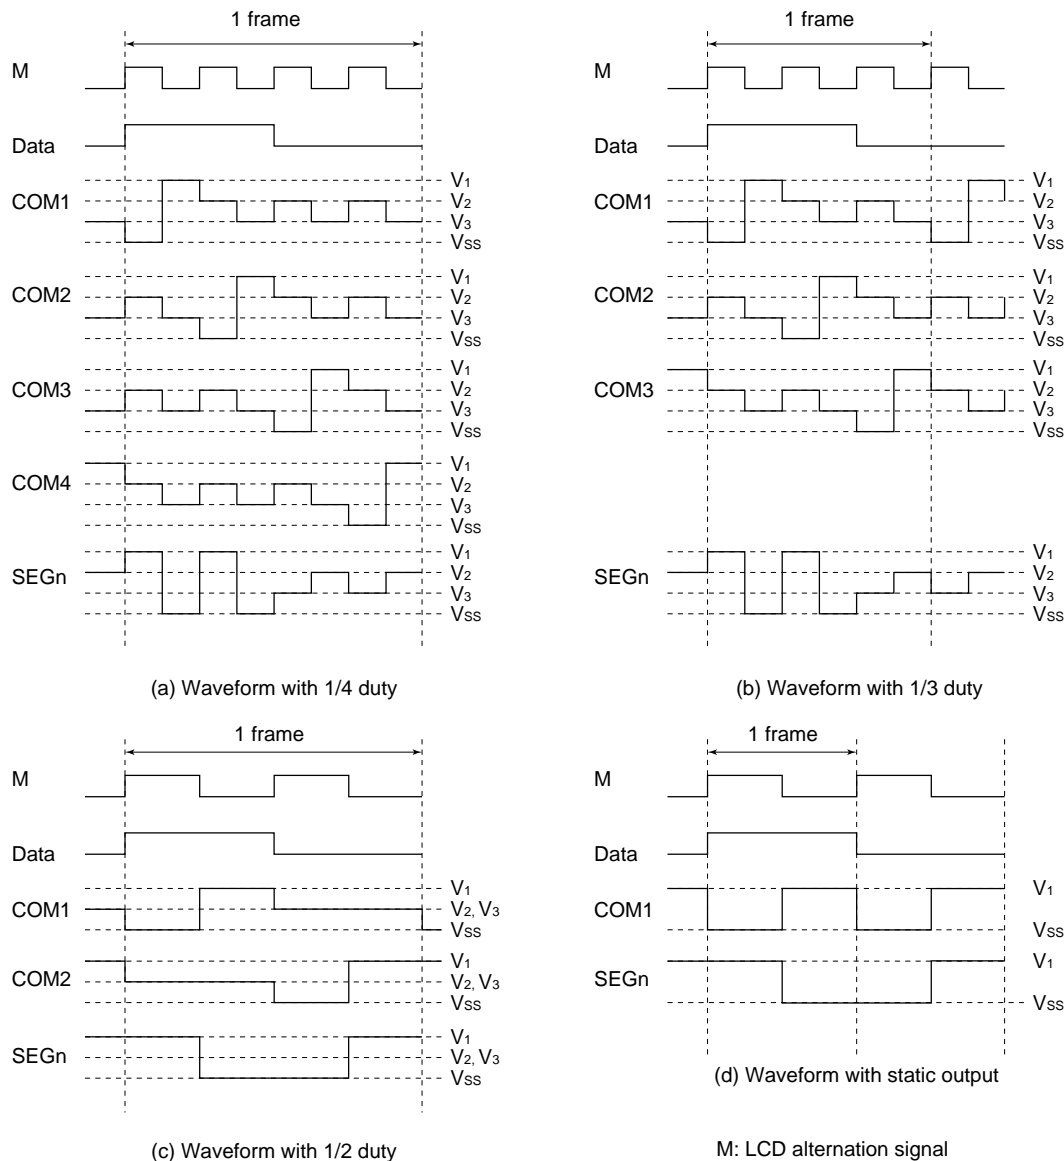 1 frame
M
Data
COM1
V1
V2
V3
VSS
COM2
V1
V2
V3
VSS
COM3
V1
V2
V3
VSS
COM4
V1
V2
V3
VSS
SEGn
V1
V2
V3
VSS
(a) Waveform with 1/4 duty
1 frame
M
Data
COM1
V1
V2
V3
VSS
COM2
V1
V2
V3
VSS
COM3
V1
V2
V3
VSS
SEGn
V1
V2
V3
VSS
(b) Waveform with 1/3 duty
1 frame
M
Data
COM1
V1
V2, V3
VSS
COM2
V1
V2, V3
VSS
SEGn
V1
V2, V3
VSS
(c) Waveform with 1/2 duty
1 frame
M
Data
COM1
V1
VSS
SEGn
V1
VSS
(d) Waveform with static output
M: LCD alternation signal